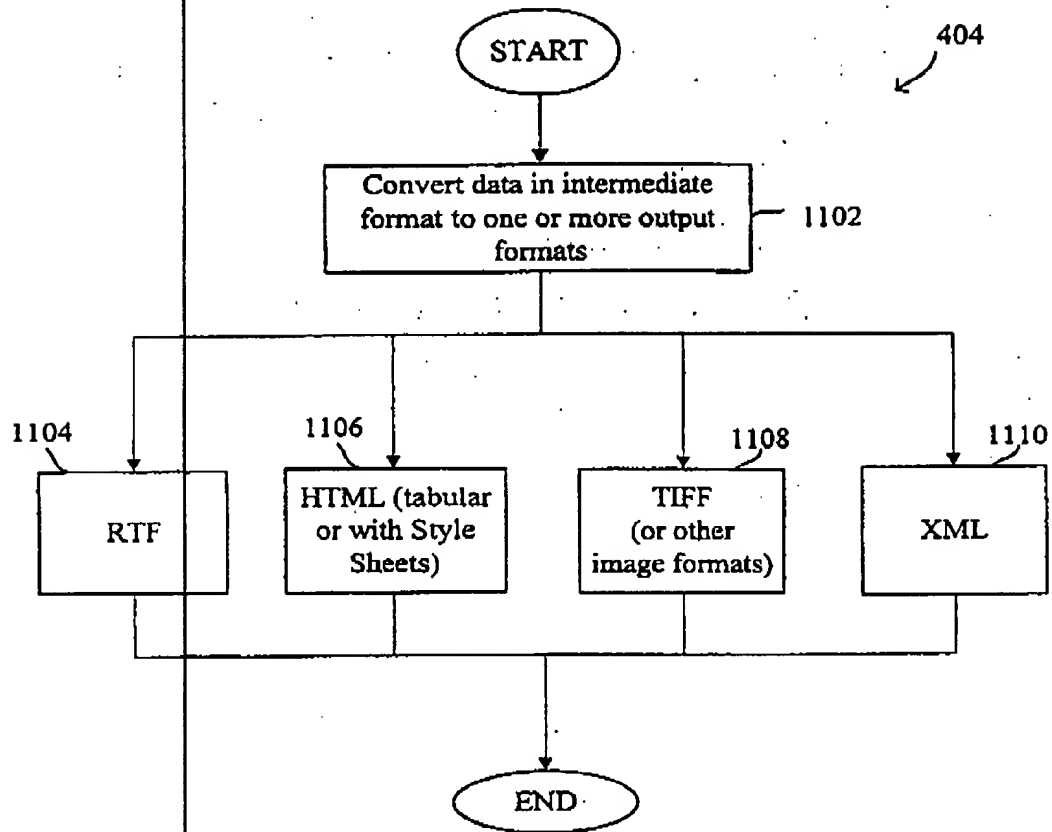 START
404
Convert data in intermediate
format to one or more output
formats
1102
1104
1106
1108
1110
RTF
HTML (tabular
or with Style
Sheets)
TIFF
(or other
image formats)
XML
END